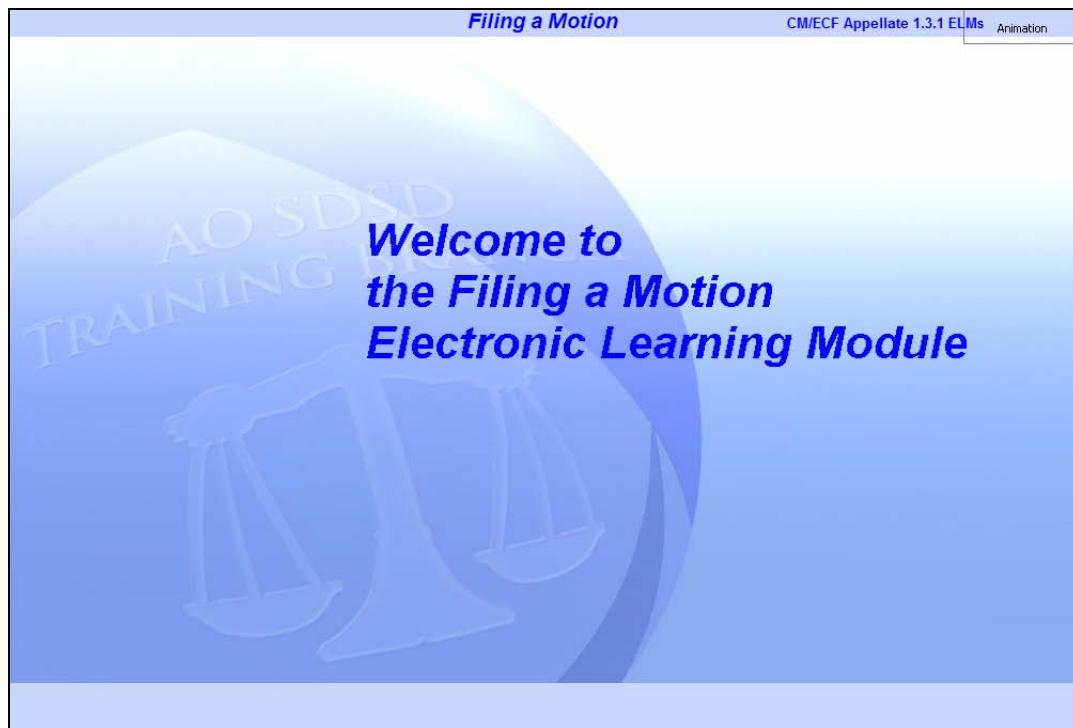 Filing a Motion
CM/ECF Appellate 1.3.1 ELMs
Animation
AO SDSD
TRAINING
Welcome to
the Filing a Motion
Electronic Learning Module